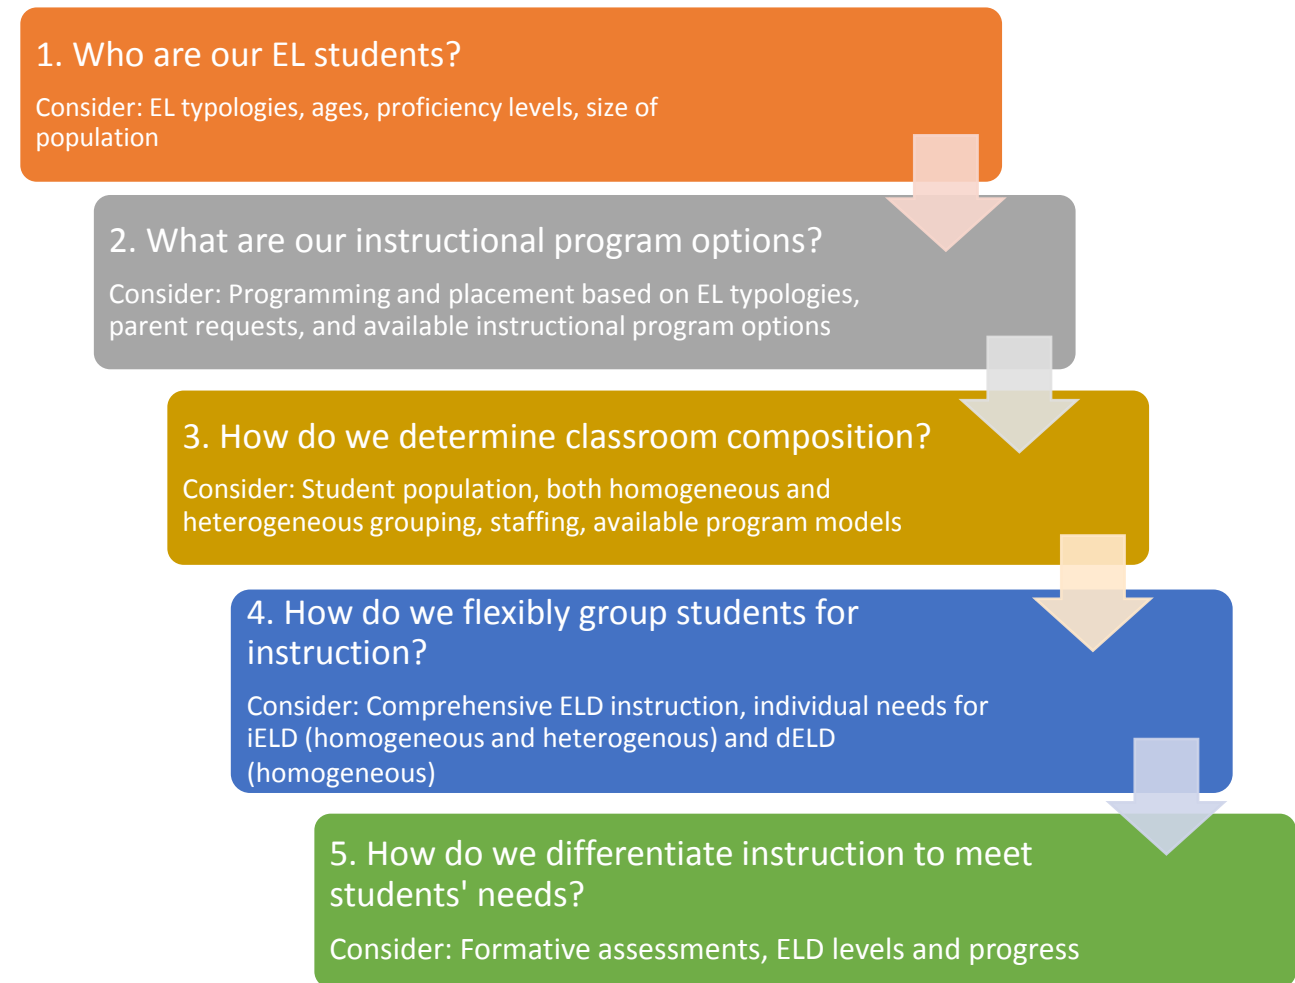 1. Who are our EL students?
Consider: EL typologies, ages, proficiency levels, size of
population
2. What are our instructional program options?
Consider: Programming and placement based on EL typologies,
parent requests, and available instructional program options
3. How do we determine classroom composition?
Consider: Student population, both homogeneous and
heterogeneous grouping, staffing, available program models
4. How do we flexibly group students for
instruction?
Consider: Comprehensive ELD instruction, individual needs for
iELD (homogeneous and heterogenous) and dELD
(homogeneous)
5. How do we differentiate instruction to meet
students' needs?
Consider: Formative assessments, ELD levels and progress